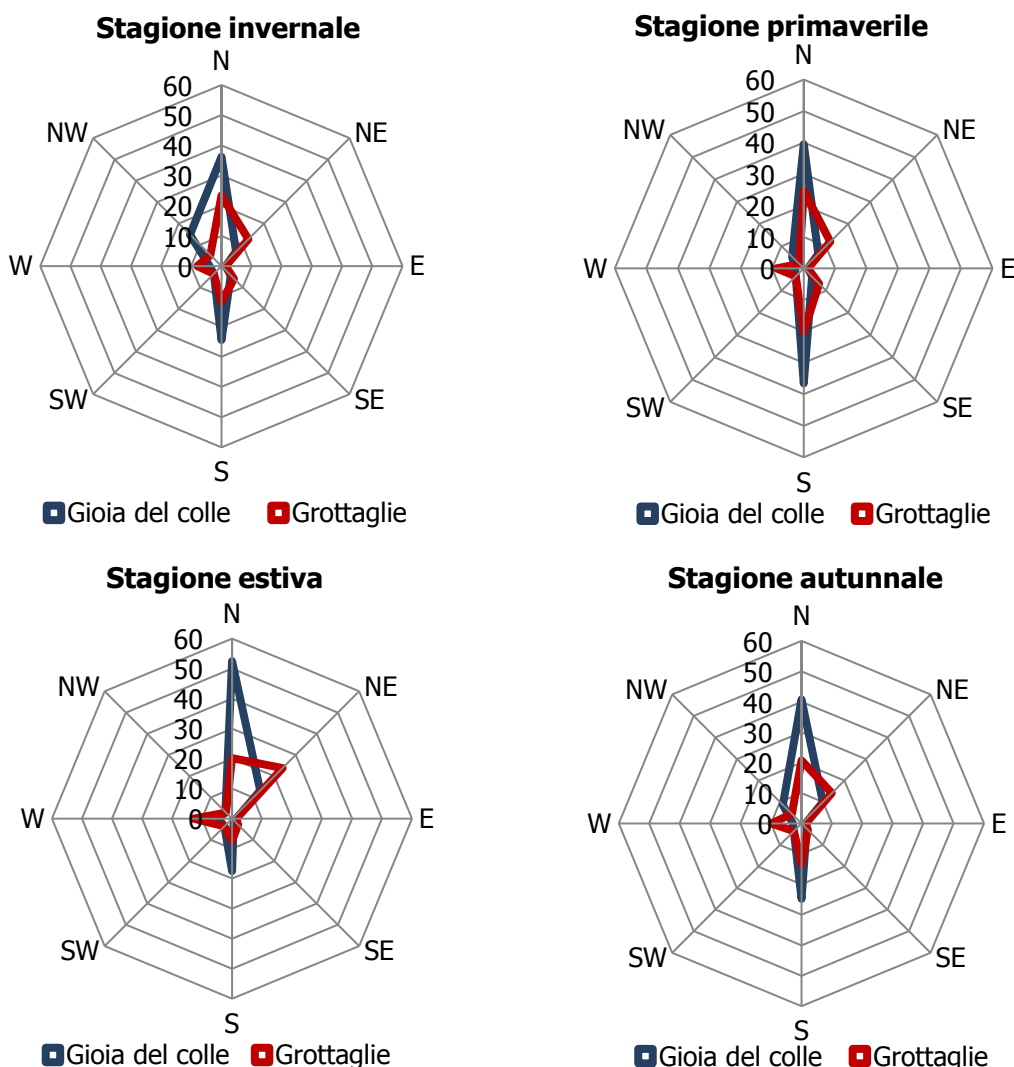 Stagione invernale
N
60
50
NW
NE
40
30
20
10
W
0
E
SW
SE
S
Gioia del colle Grottaglie
Stagione primaverile
N
60
50
NW
NE
40
30
20
10
W
0
E
SW
SE
S
Gioia del colle Grottaglie
Stagione estiva
N
60
50
NW
NE
40
30
20
10
W
0
E
SW
SE
S
Gioia del colle Grottaglie
Stagione autunnale
N
60
50
NW
NE
40
30
20
10
W
0
E
SW
SE
S
Gioia del colle Grottaglie